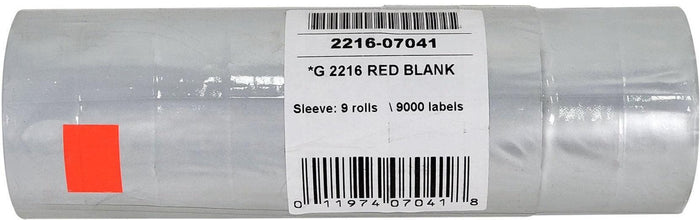 2216-07041
*G 2216 RED BLANK
Sleeve: 9 rolls \ 9000 labels
0 11974 07041 8